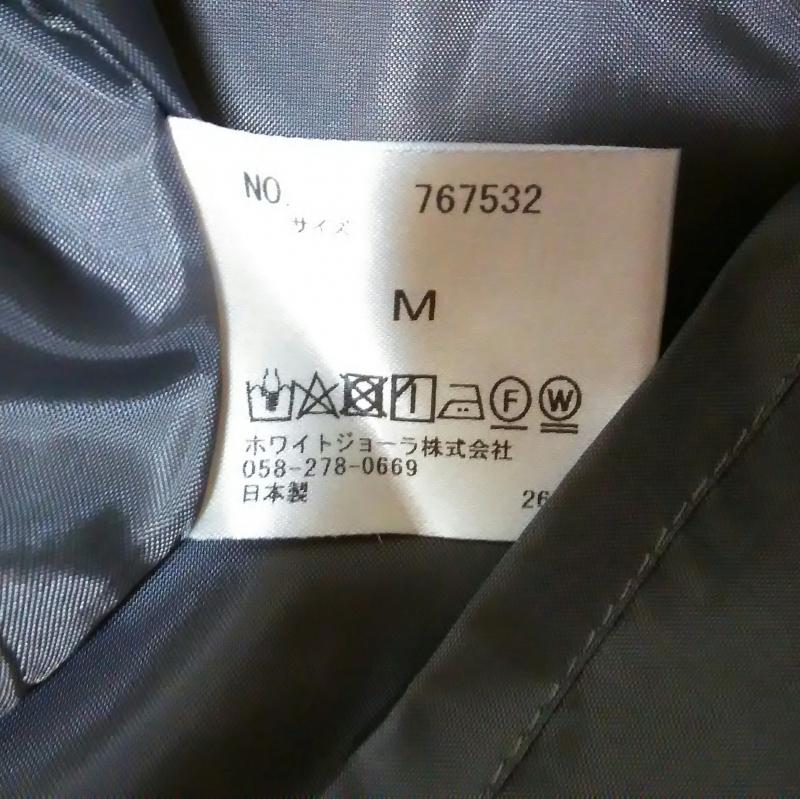 NO. 767532
サイズ
M
F W
ホワイトジョーラ株式会社
058-278-0669
日本製 26